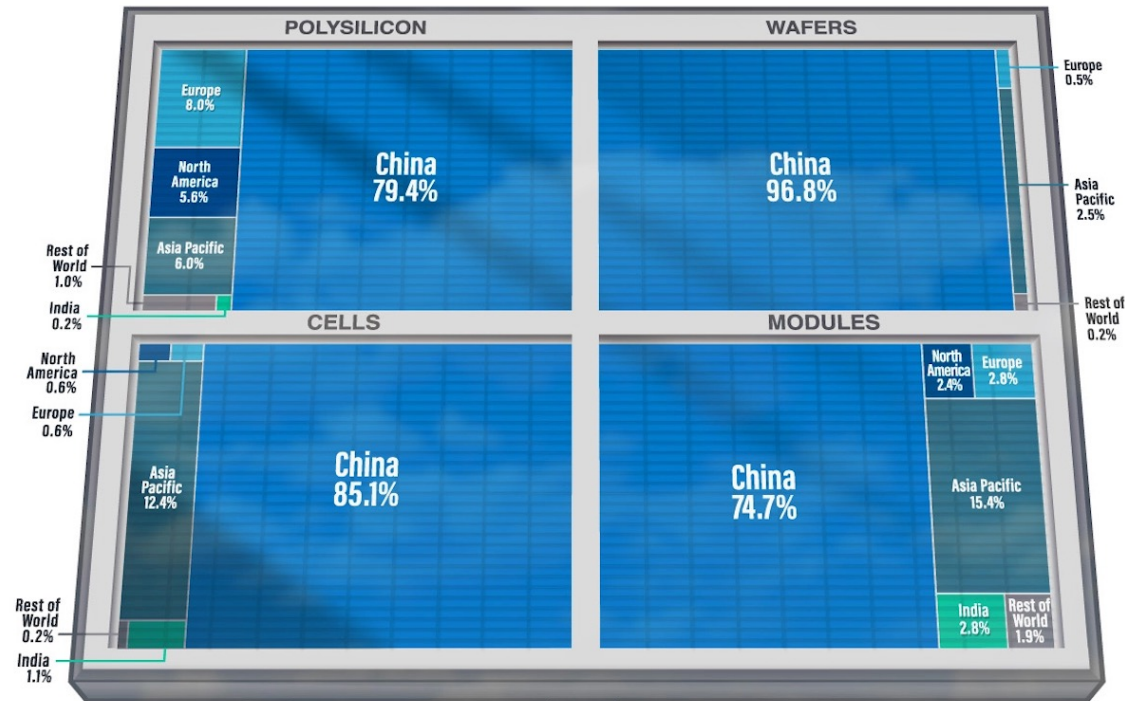 POLYSILICON
Europe
8.0%
North
America
5.6%
Asia Pacific
6.0%
Rest of
World
1.0%
India
0.2%
China
79.4%
WAFERS
China
96.8%
Europe
0.5%
Asia
Pacific
2.5%
Rest of
World
0.2%
CELLS
North
America
0.6%
Europe
0.6%
Asia
Pacific
12.4%
Rest of
World
0.2%
India
1.1%
China
85.1%
MODULES
China
74.7%
North
America
2.4%
Europe
2.8%
Asia Pacific
15.4%
India
2.8%
Rest of
World
1.9%